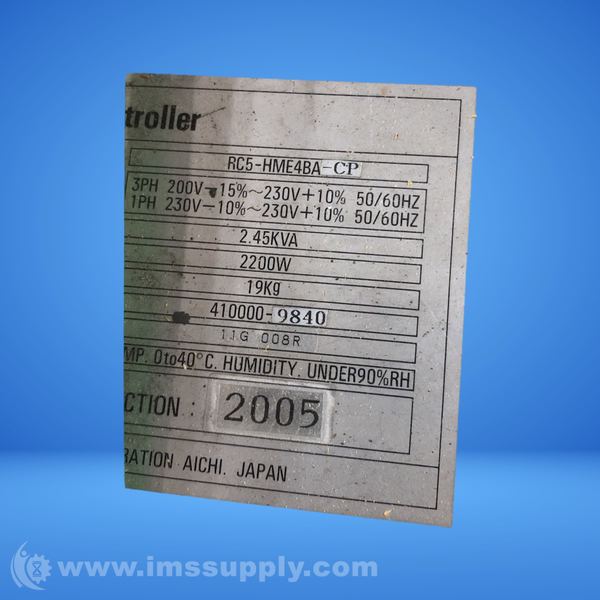 troller
RC5-HME4BA-CP
3PH 200V-15%~230V+10% 50/60HZ
1PH 230V-10%~230V+10% 50/60HZ
2.45KVA
2200W
19Kg
410000-9840
11G 008R
MP. 0to40°C. HUMIDITY. UNDER90%RH
CTION : 2005
RATION AICHI. JAPAN
www.imssupply.com